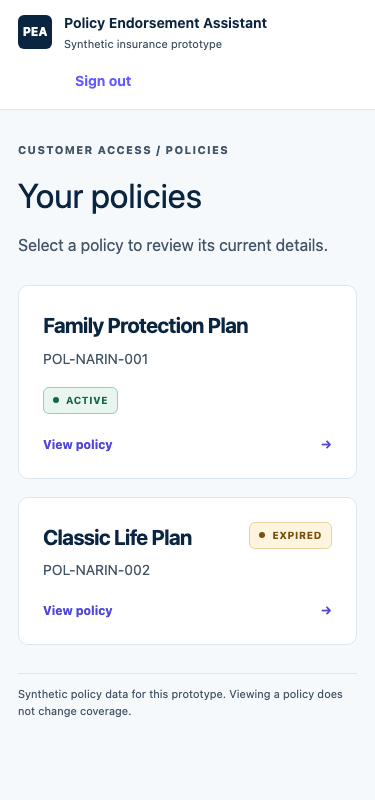 PEA
Policy Endorsement Assistant
Synthetic insurance prototype
Sign out
CUSTOMER ACCESS / POLICIES
Your policies
Select a policy to review its current details.
Family Protection Plan
POL-NARIN-001
ACTIVE
View policy →
Classic Life Plan
EXPIRED
POL-NARIN-002
View policy →
Synthetic policy data for this prototype. Viewing a policy does
not change coverage.